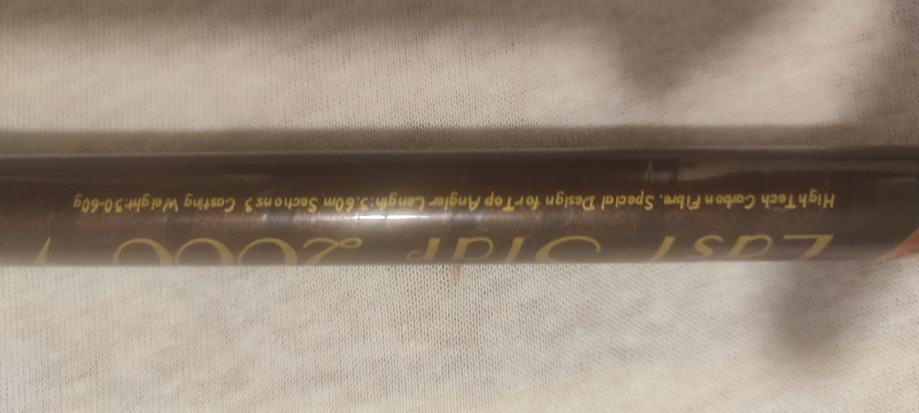 Star 2000
High Tech Carbon Fibre. Special Design for Top Angler Length:3.60m Sections 3 Casting Weight:30-60g